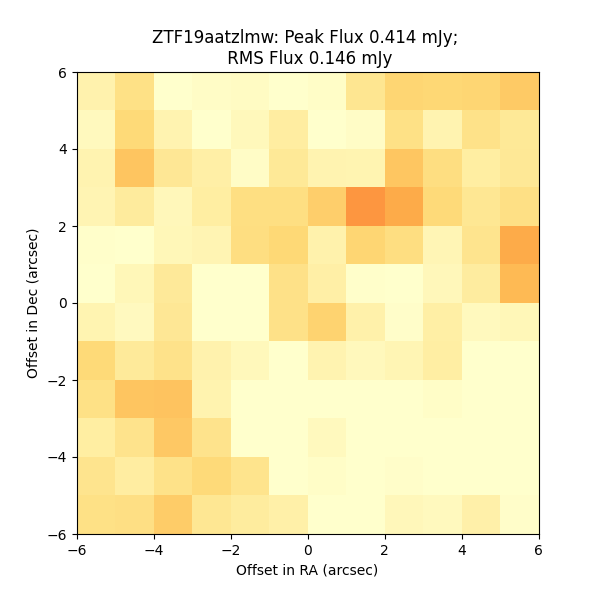 ZTF19aatzlmw: Peak Flux 0.414 mJy;
RMS Flux 0.146 mJy
6
4
2
0
−2
−4
−6
Offset in Dec (arcsec)
−6 −4 −2 0 2 4 6
Offset in RA (arcsec)